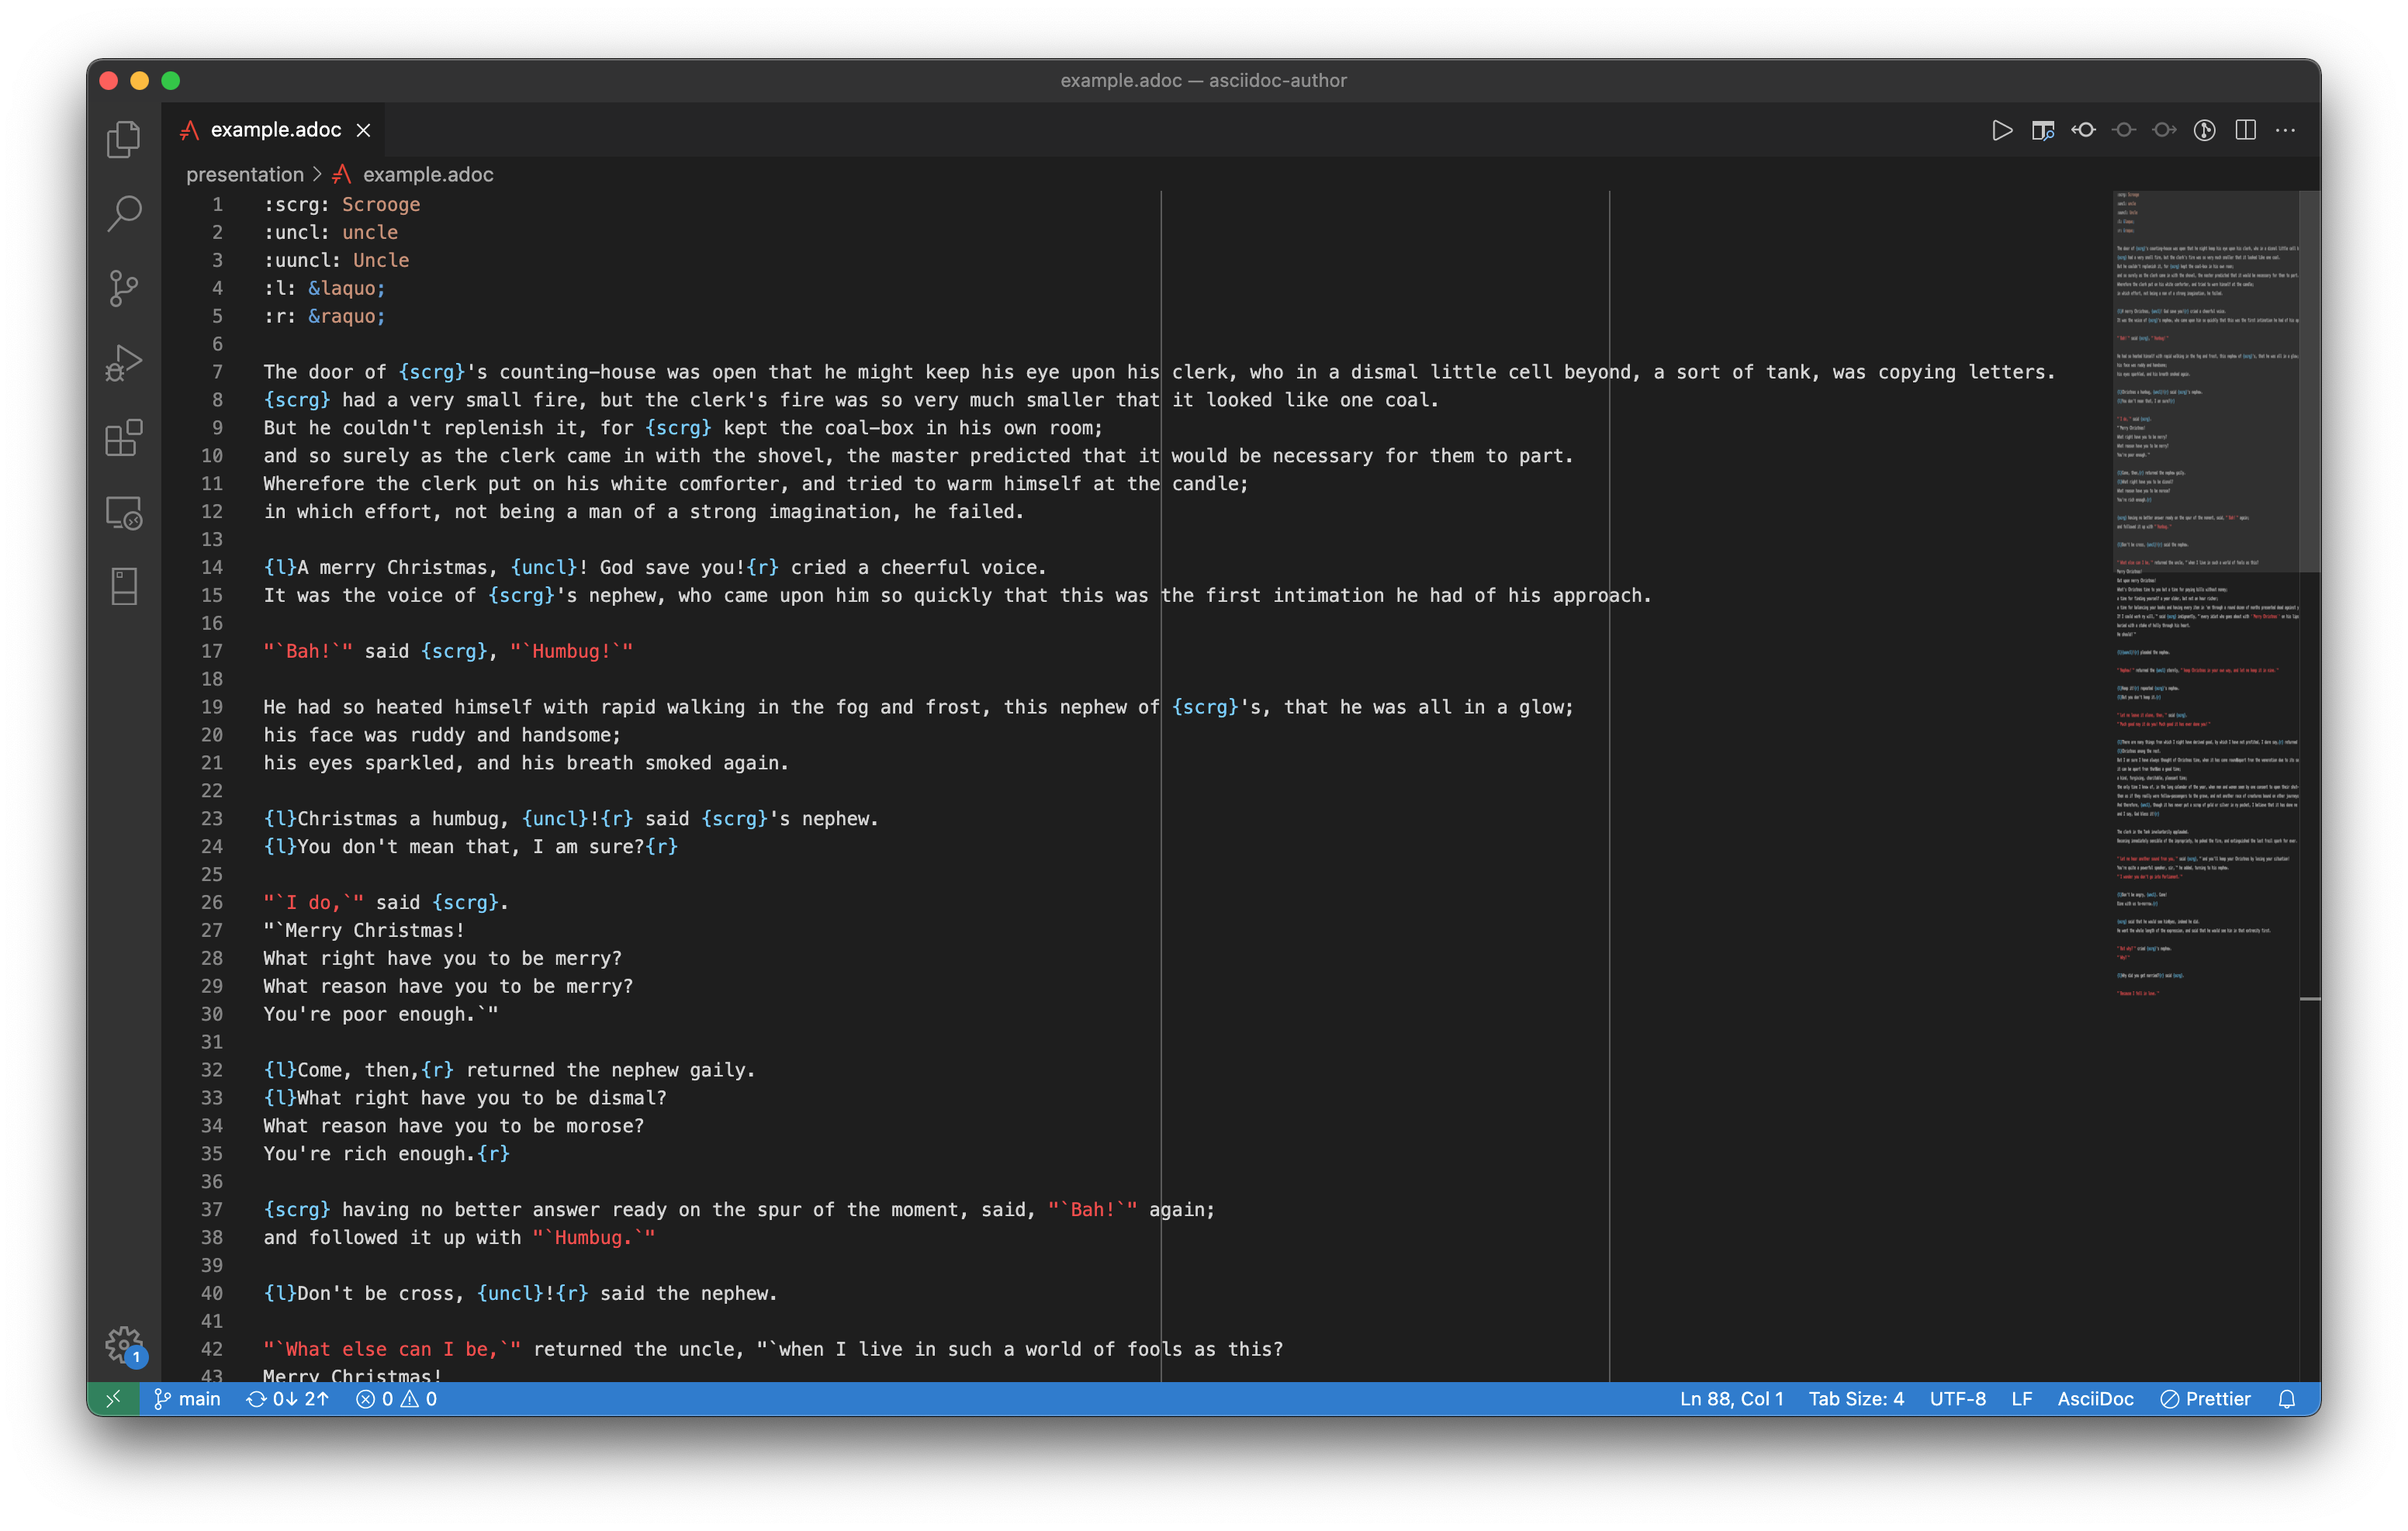 example.adoc — asciidoc-author
example.adoc
presentation > example.adoc
1 :scrg: Scrooge
2 :uncl: uncle
3 :uuncl: Uncle
4 :l: &laquo;
5 :r: &raquo;
6
7 The door of {scrg}'s counting-house was open that he might keep his eye upon his clerk, who in a dismal little cell beyond, a sort of tank, was copying letters.
8 {scrg} had a very small fire, but the clerk's fire was so very much smaller that it looked like one coal.
9 But he couldn't replenish it, for {scrg} kept the coal-box in his own room;
10 and so surely as the clerk came in with the shovel, the master predicted that it would be necessary for them to part.
11 Wherefore the clerk put on his white comforter, and tried to warm himself at the candle;
12 in which effort, not being a man of a strong imagination, he failed.
13
14 {l}A merry Christmas, {uncl}! God save you!{r} cried a cheerful voice.
15 It was the voice of {scrg}'s nephew, who came upon him so quickly that this was the first intimation he had of his approach.
16
17 "`Bah!`" said {scrg}, "`Humbug!`"
18
19 He had so heated himself with rapid walking in the fog and frost, this nephew of {scrg}'s, that he was all in a glow;
20 his face was ruddy and handsome;
21 his eyes sparkled, and his breath smoked again.
22
23 {l}Christmas a humbug, {uncl}!{r} said {scrg}'s nephew.
24 {l}You don't mean that, I am sure?{r}
25
26 "`I do,`" said {scrg}.
27 "`Merry Christmas!
28 What right have you to be merry?
29 What reason have you to be merry?
30 You're poor enough.`"
31
32 {l}Come, then,{r} returned the nephew gaily.
33 {l}What right have you to be dismal?
34 What reason have you to be morose?
35 You're rich enough.{r}
36
37 {scrg} having no better answer ready on the spur of the moment, said, "`Bah!`" again;
38 and followed it up with "`Humbug.`"
39
40 {l}Don't be cross, {uncl}!{r} said the nephew.
41
42 "`What else can I be,`" returned the uncle, "`when I live in such a world of fools as this?
43 Merry Christmas!
1
main 0↓ 2↑ 0 0 Ln 88, Col 1 Tab Size: 4 UTF-8 LF AsciiDoc Prettier